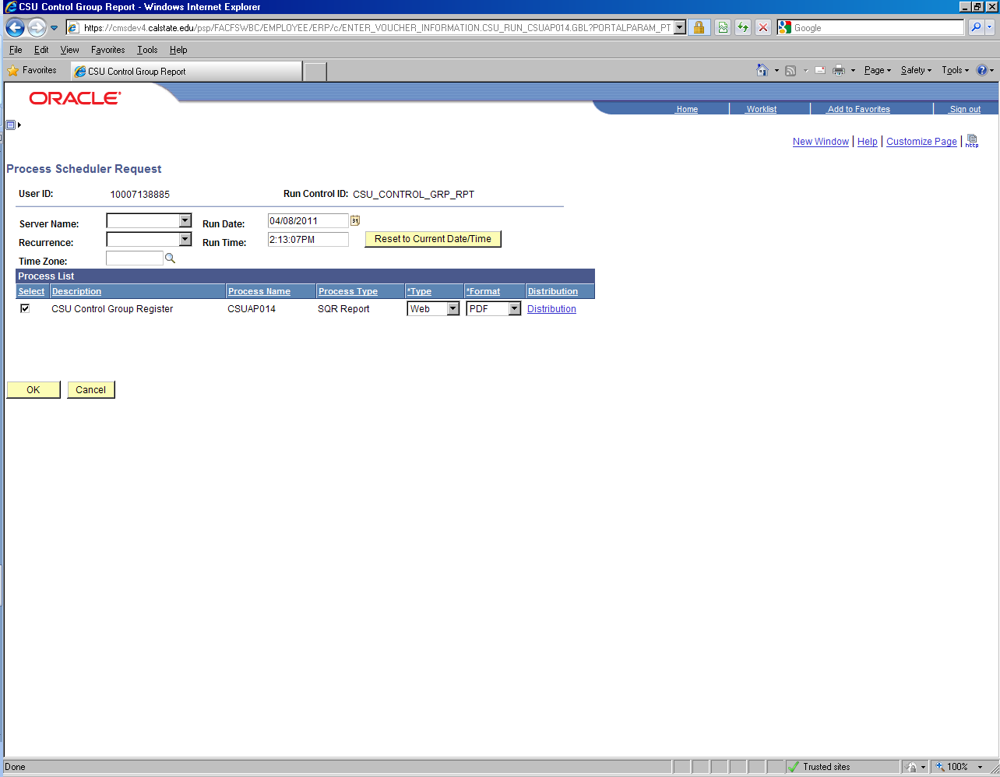 CSU Control Group Report - Windows Internet Explorer
https://cmsdev4.calstate.edu/psp/FACFSWBC/EMPLOYEE/ERP/c/ENTER_VOUCHER_INFORMATION.CSU_RUN_CSUAP014.GBL?PORTALPARAM_PT
Google
File Edit View Favorites Tools Help
Favorites CSU Control Group Report Page Safety Tools
ORACLE®
Home Worklist Add to Favorites Sign out
New Window | Help | Customize Page | http
Process Scheduler Request
User ID: 10007138885 Run Control ID: CSU_CONTROL_GRP_RPT
Server Name: Run Date: 04/08/2011 31
Recurrence: Run Time: 2:13:07PM Reset to Current Date/Time
Time Zone:
Process List
Select Description Process Name Process Type *Type *Format Distribution
CSU Control Group Register CSUAP014 SQR Report Web PDF Distribution
OK Cancel
Done Trusted sites 100%